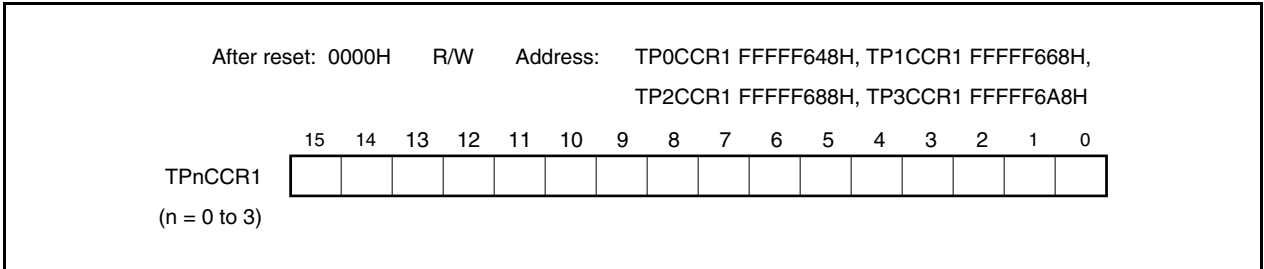 After reset: 0000H R/W Address: TP0CCR1 FFFFF648H, TP1CCR1 FFFFF668H,
TP2CCR1 FFFFF688H, TP3CCR1 FFFFF6A8H
15 14 13 12 11 10 9 8 7 6 5 4 3 2 1 0
TPnCCR1
(n = 0 to 3)